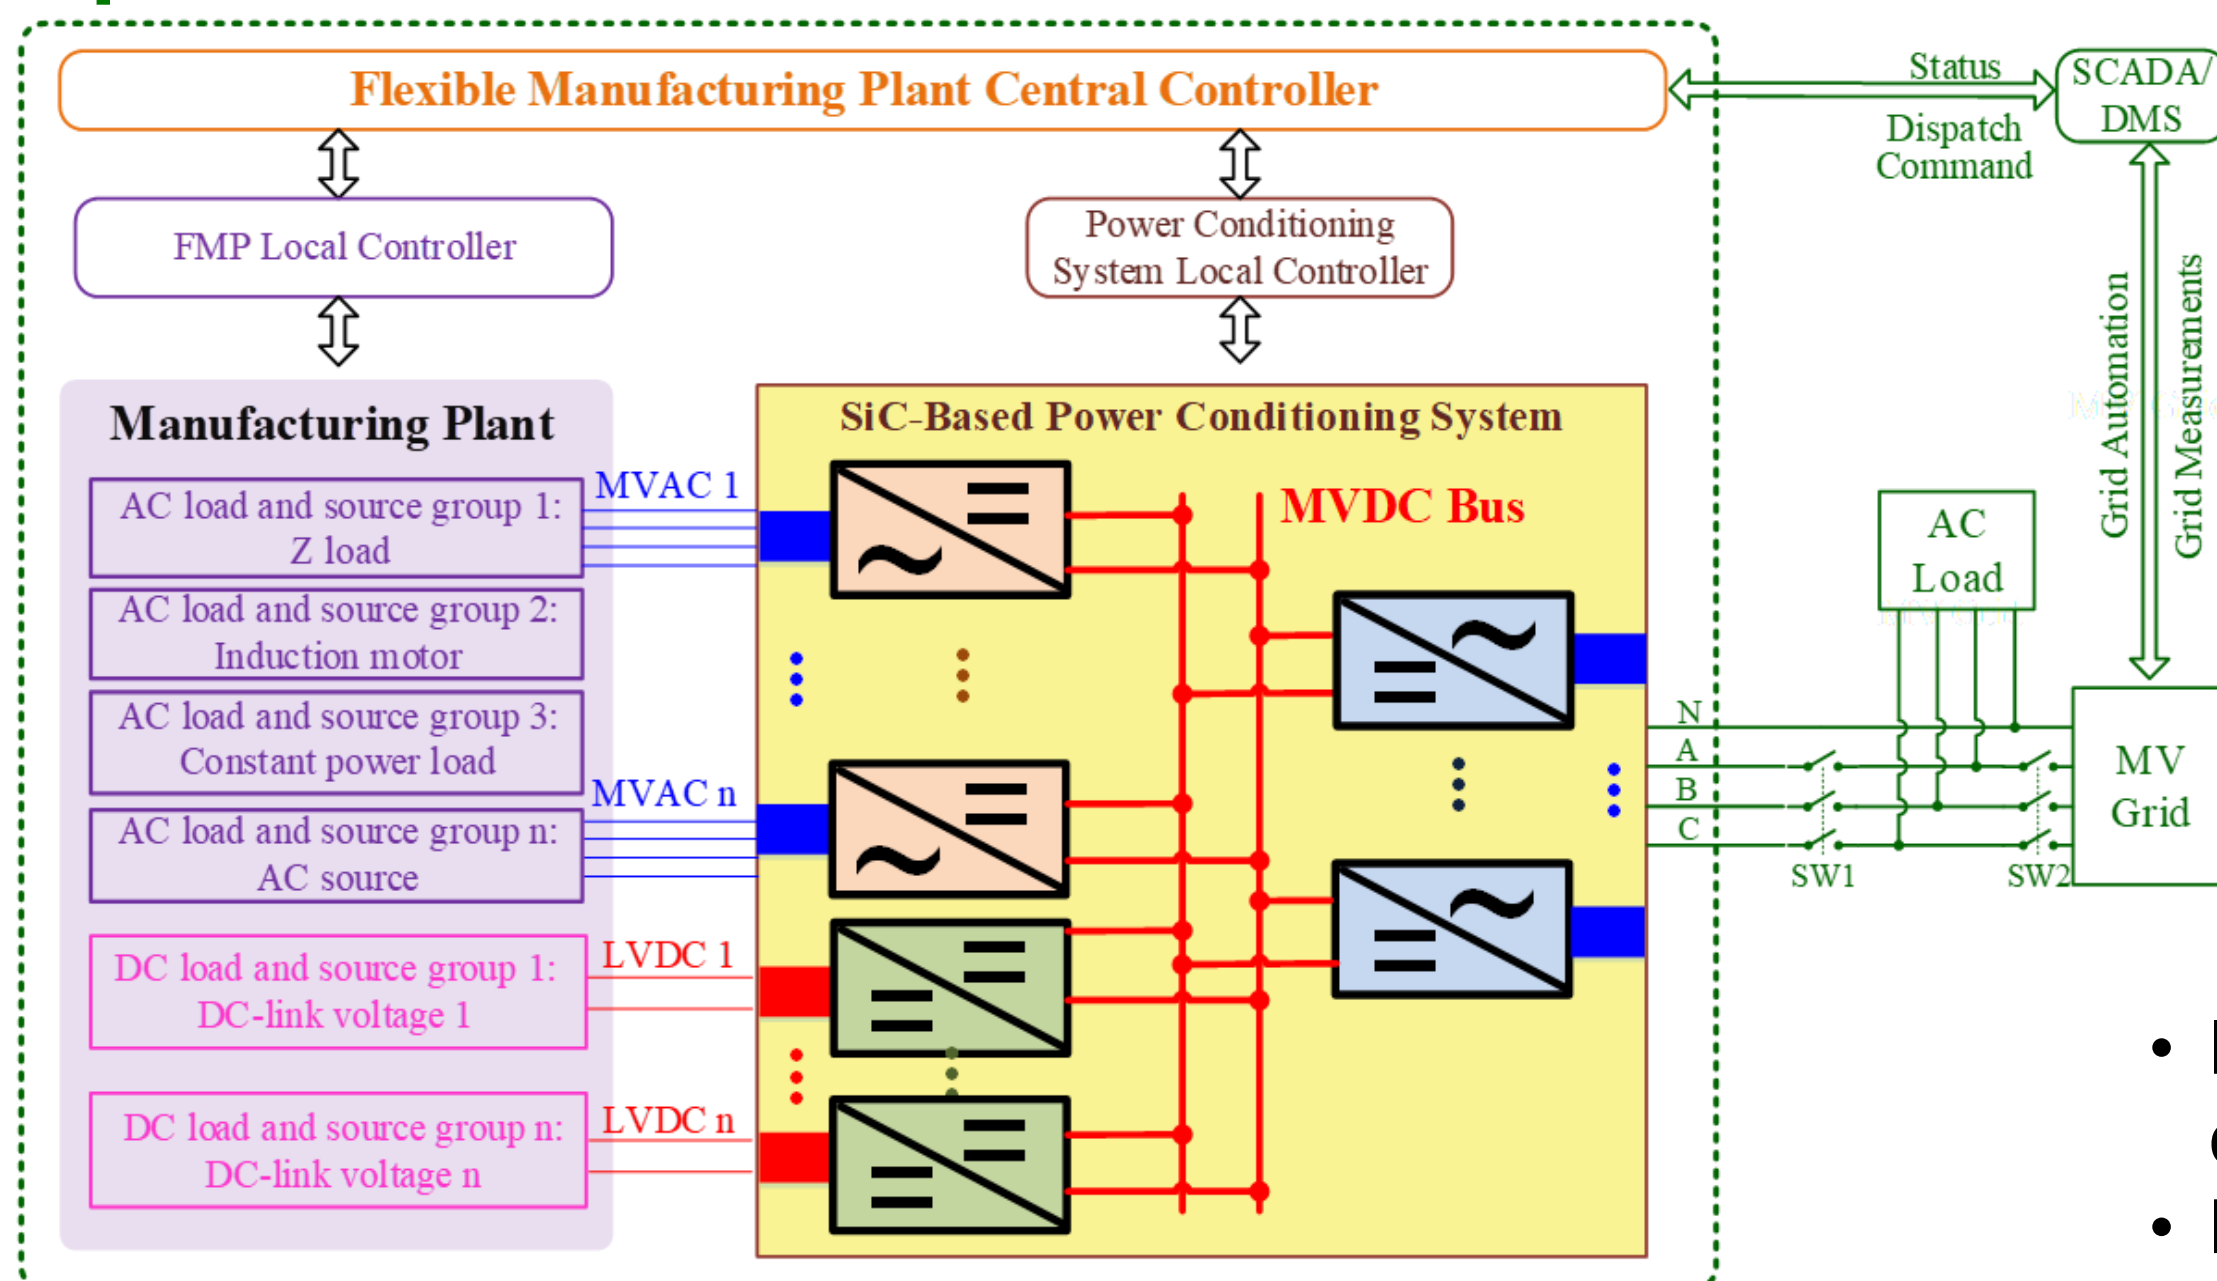 Flexible Manufacturing Plant Central Controller
Status
Dispatch
Command
SCADA/
DMS
FMP Local Controller
Power Conditioning
System Local Controller
Grid Automation
Grid Measurements
Manufacturing Plant
SiC-Based Power Conditioning System
AC load and source group 1:
Z load
MVAC 1
MVDC Bus
AC load and source group 2:
Induction motor
AC load and source group 3:
Constant power load
MVAC n
AC load and source group n:
AC source
DC load and source group 1:
DC-link voltage 1
LVDC 1
DC load and source group n:
DC-link voltage n
LVDC n
AC
Load
N
A
B
C
SW1
SW2
MV
Grid